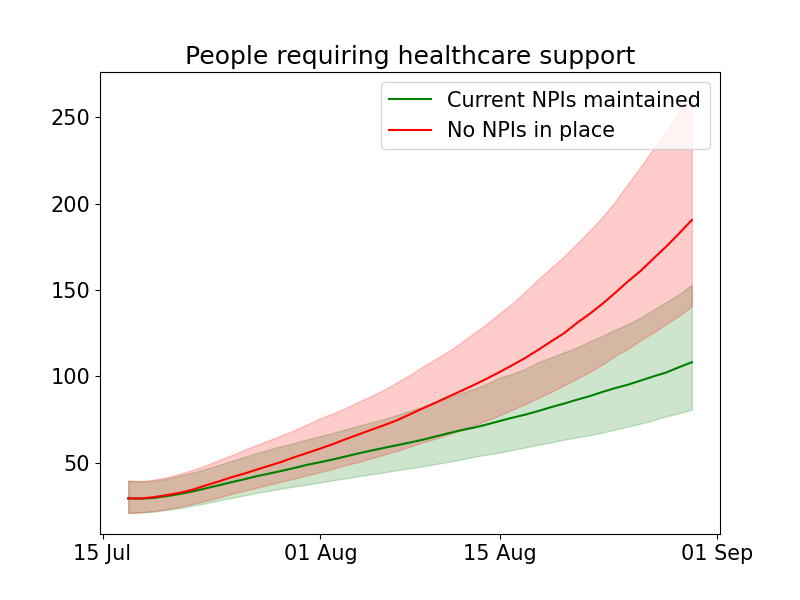 People requiring healthcare support
Current NPIs maintained
No NPIs in place
250
200
150
100
50
15 Jul
01 Aug
15 Aug
01 Sep